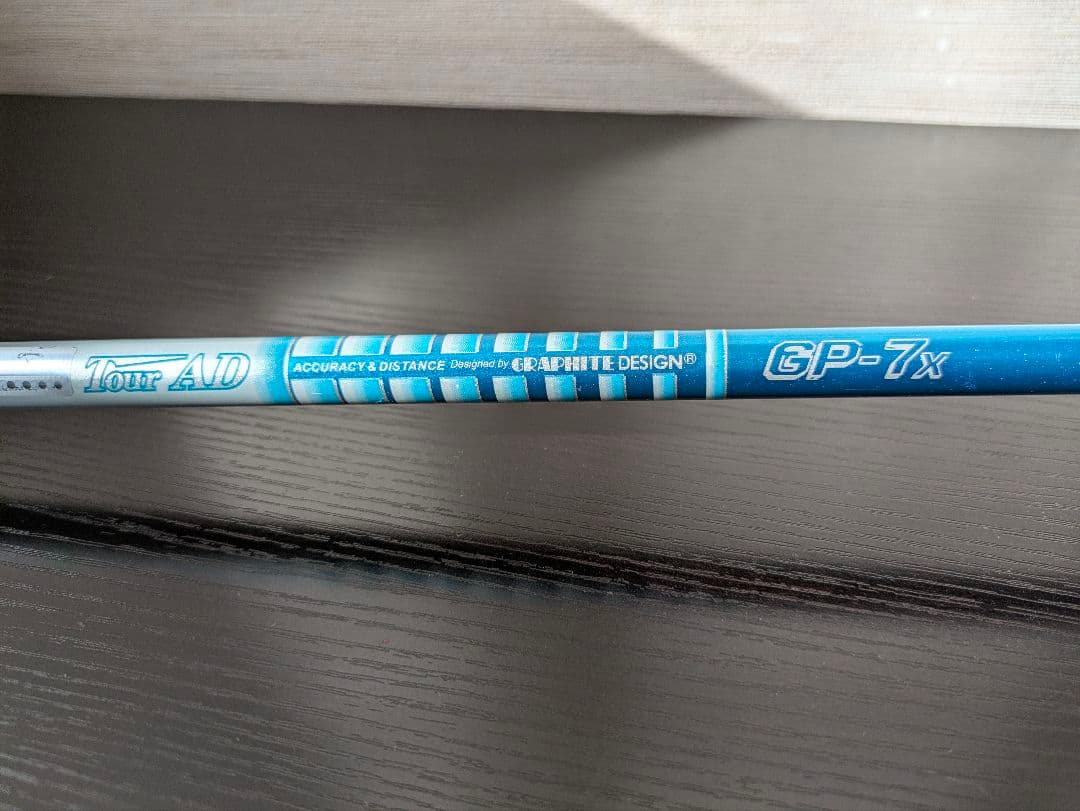 Tour AD ACCURACY & DISTANCE Designed by GRAPHITE DESIGN® GP-7x